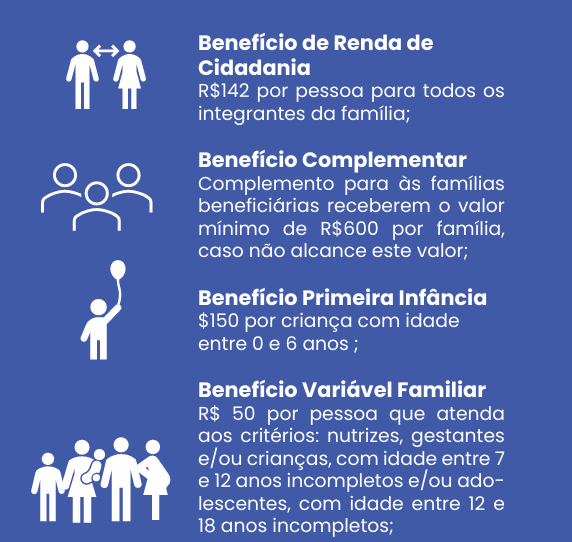 Benefício de Renda de
Cidadania
R$142 por pessoa para todos os
integrantes da família;
Benefício Complementar
Complemento para às famílias
beneficiárias receberem o valor
mínimo de R$600 por família,
caso não alcance este valor;
Benefício Primeira Infância
$150 por criança com idade
entre 0 e 6 anos ;
Benefício Variável Familiar
R$ 50 por pessoa que atenda
aos critérios: nutrizes, gestantes
e/ou crianças, com idade entre 7
e 12 anos incompletos e/ou ado-
lescentes, com idade entre 12 e
18 anos incompletos;